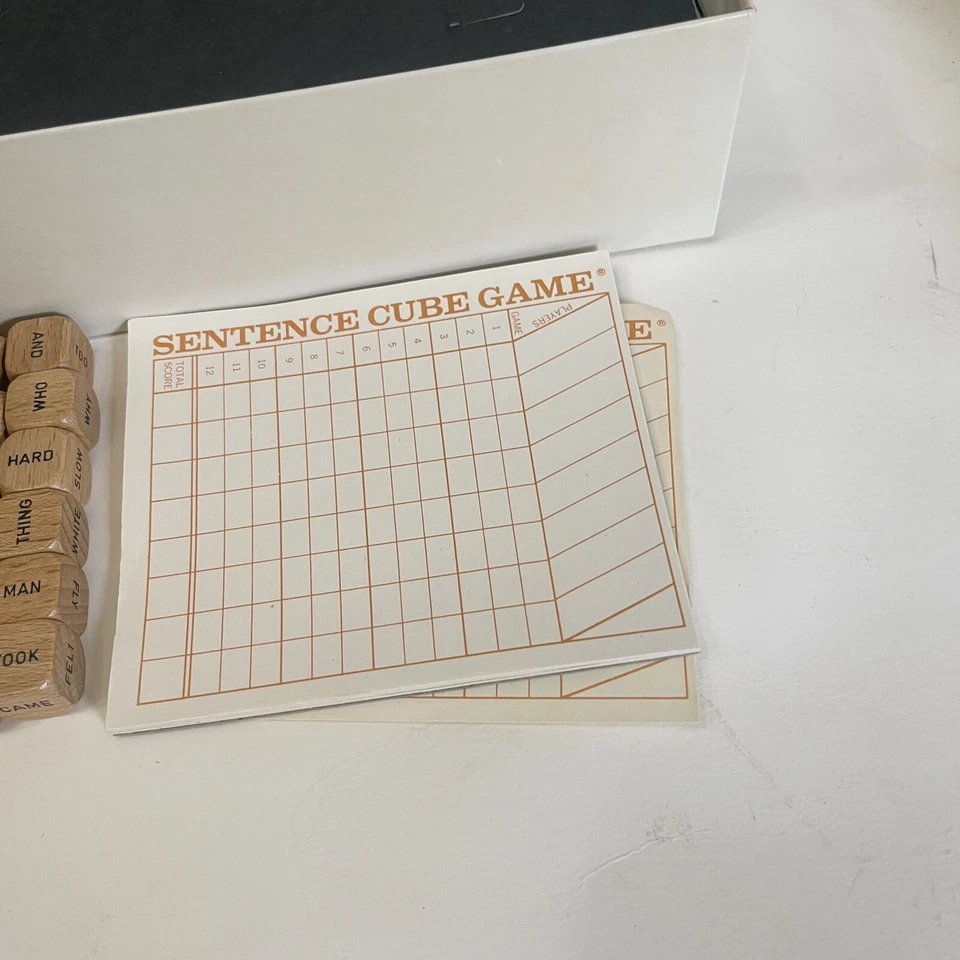 SENTENCE CUBE GAME®
E®
PLAYERS
GAME
1
2
3
4
5
6
7
8
9
10
11
12
TOTAL
SCORE
AND
TOO
WHO
WHY
HARD
SLOW
THING
WHITE
MAN
FLY
OOK
FELT
CAME